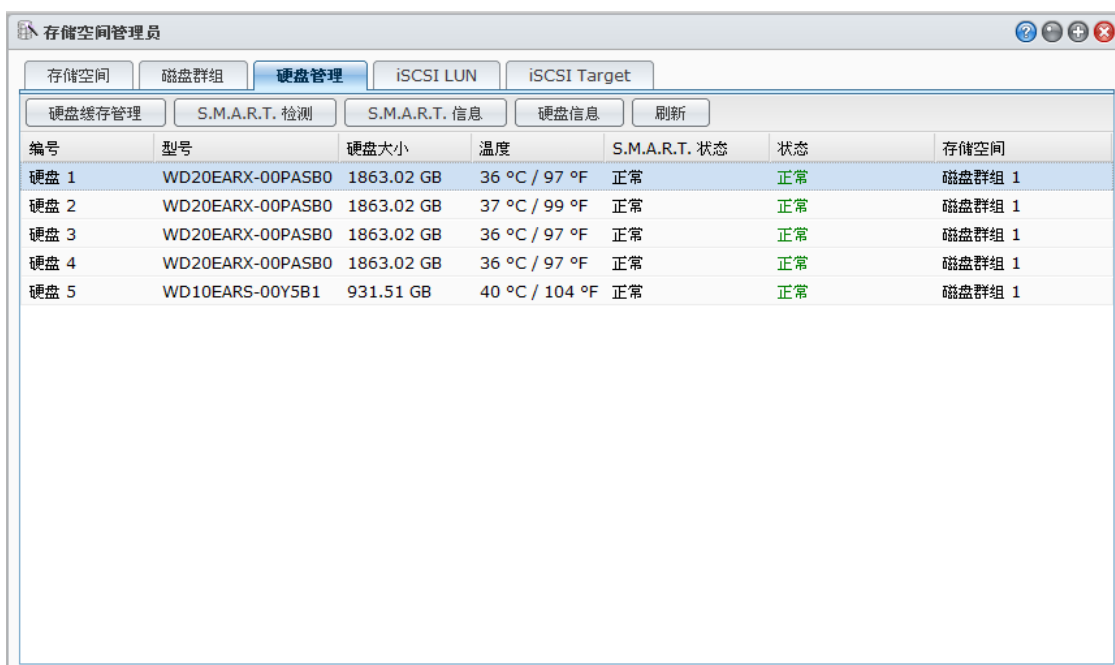 存储空间管理员
存储空间 磁盘群组 硬盘管理 iSCSI LUN iSCSI Target
硬盘缓存管理 S.M.A.R.T. 检测 S.M.A.R.T. 信息 硬盘信息 刷新
编号 型号 硬盘大小 温度 S.M.A.R.T. 状态 状态 存储空间
硬盘 1 WD20EARX-00PASB0 1863.02 GB 36 °C / 97 °F 正常 正常 磁盘群组 1
硬盘 2 WD20EARX-00PASB0 1863.02 GB 37 °C / 99 °F 正常 正常 磁盘群组 1
硬盘 3 WD20EARX-00PASB0 1863.02 GB 36 °C / 97 °F 正常 正常 磁盘群组 1
硬盘 4 WD20EARX-00PASB0 1863.02 GB 36 °C / 97 °F 正常 正常 磁盘群组 1
硬盘 5 WD10EARS-00Y5B1 931.51 GB 40 °C / 104 °F 正常 正常 磁盘群组 1